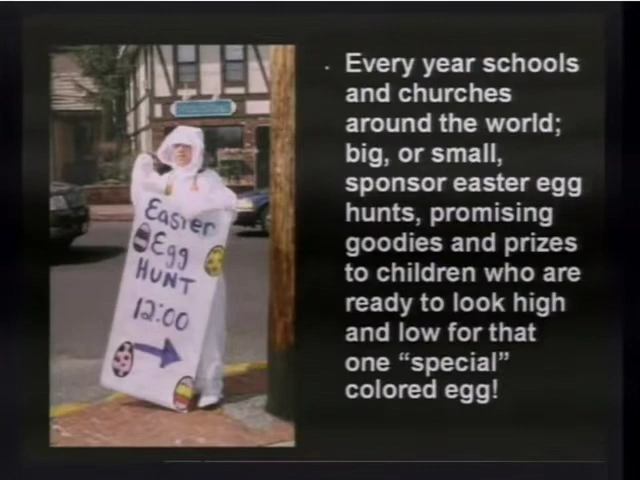 Easter
Egg
HUNT
12:00
Every year schools
and churches
around the world;
big, or small,
sponsor easter egg
hunts, promising
goodies and prizes
to children who are
ready to look high
and low for that
one “special”
colored egg!